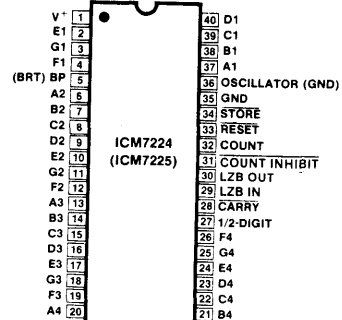 V+ 1
E1 2
G1 3
F1 4
(BRT) BP 5
A2 6
B2 7
C2 8
D2 9
E2 10
G2 11
F2 12
A3 13
B3 14
C3 15
D3 16
E3 17
G3 18
F3 19
A4 20
ICM7224
(ICM7225)
40 D1
39 C1
38 B1
37 A1
36 OSCILLATOR (GND)
35 GND
34 STORE
33 RESET
32 COUNT
31 COUNT INHIBIT
30 LZB OUT
29 LZB IN
28 CARRY
27 1/2-DIGIT
26 F4
25 G4
24 E4
23 D4
22 C4
21 B4